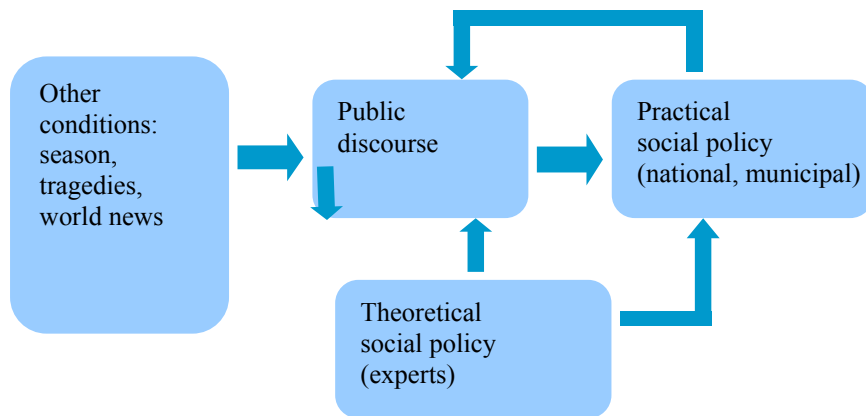 Other
conditions:
season,
tragedies,
world news
Public
discourse
Practical
social policy
(national, municipal)
Theoretical
social policy
(experts)